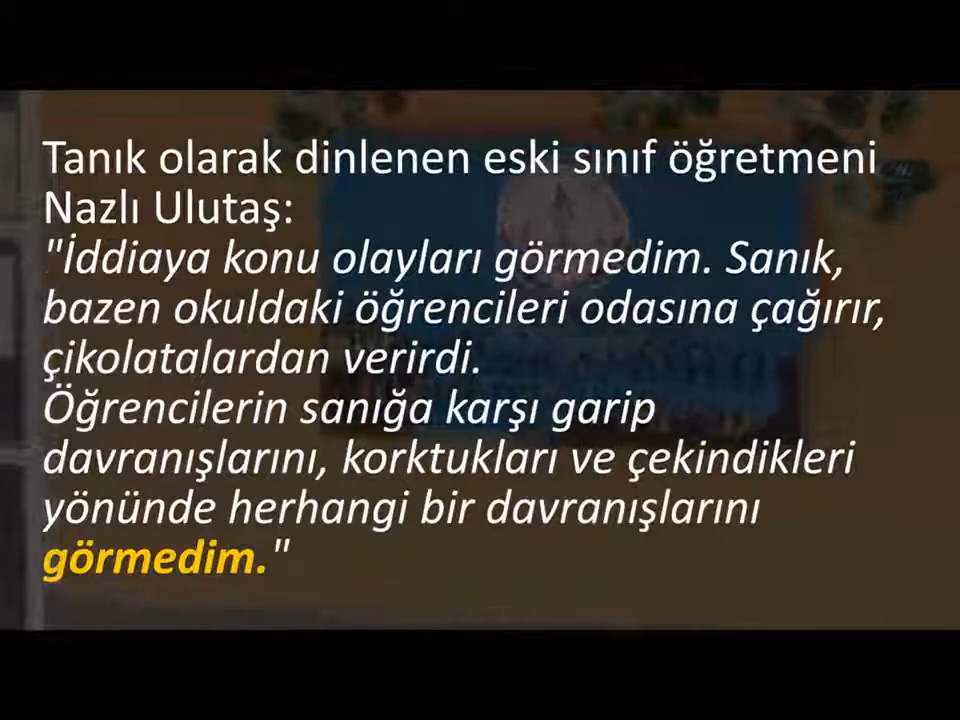 Tanık olarak dinlenen eski sınıf öğretmeni
Nazlı Ulutaş:
"İddiaya konu olayları görmedim. Sanık,
bazen okuldaki öğrencileri odasına çağırır,
çikolatalardan verirdi.
Öğrencilerin sanığa karşı garip
davranışlarını, korktukları ve çekindikleri
yönünde herhangi bir davranışlarını
görmedim."